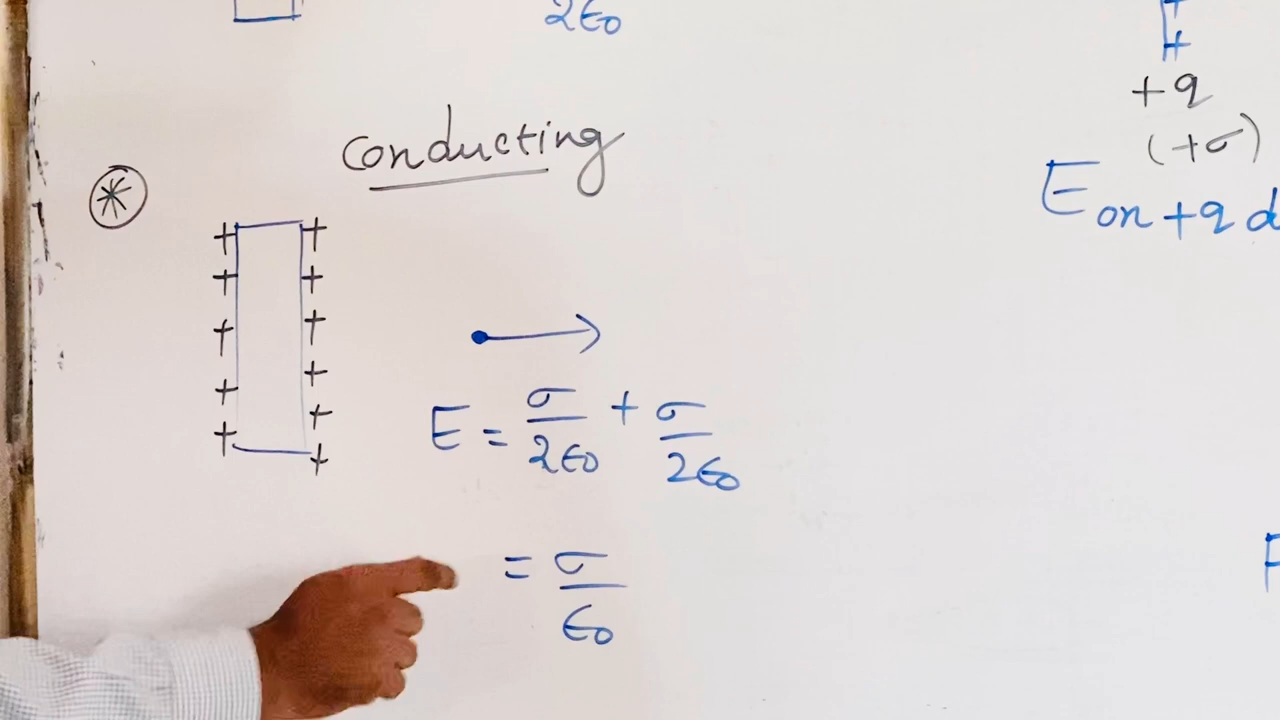 2ε₀
+q
(+σ)
E on +q d
conducting
E = σ/2ε₀ + σ/2ε₀
= σ/ε₀